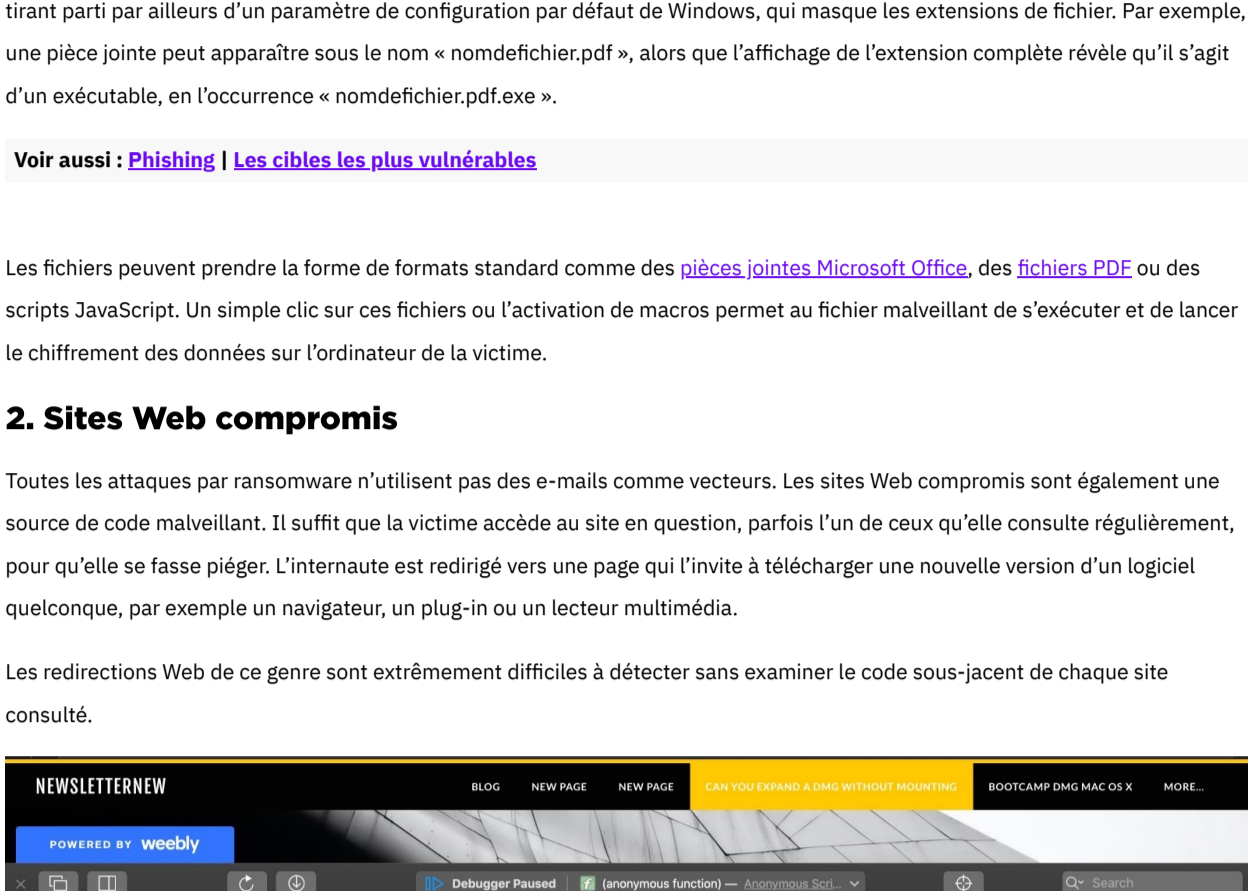 tirant parti par ailleurs d’un paramètre de configuration par défaut de Windows, qui masque les extensions de fichier. Par exemple,
une pièce jointe peut apparaître sous le nom « nomdefichier.pdf », alors que l’affichage de l’extension complète révèle qu’il s’agit
d’un exécutable, en l’occurrence « nomdefichier.pdf.exe ».
Voir aussi : Phishing | Les cibles les plus vulnérables
Les fichiers peuvent prendre la forme de formats standard comme des pièces jointes Microsoft Office, des fichiers PDF ou des
scripts JavaScript. Un simple clic sur ces fichiers ou l’activation de macros permet au fichier malveillant de s’exécuter et de lancer
le chiffrement des données sur l’ordinateur de la victime.
2. Sites Web compromis
Toutes les attaques par ransomware n’utilisent pas des e-mails comme vecteurs. Les sites Web compromis sont également une
source de code malveillant. Il suffit que la victime accède au site en question, parfois l’un de ceux qu’elle consulte régulièrement,
pour qu’elle se fasse piéger. L’internaute est redirigé vers une page qui l’invite à télécharger une nouvelle version d’un logiciel
quelconque, par exemple un navigateur, un plug-in ou un lecteur multimédia.
Les redirections Web de ce genre sont extrêmement difficiles à détecter sans examiner le code sous-jacent de chaque site
consulté.
NEWSLETTERNEW BLOG NEW PAGE NEW PAGE CAN YOU EXPAND A DMG WITHOUT MOUNTING BOOTCAMP DMG MAC OS X MORE...
POWERED BY weebly
Debugger Paused f (anonymous function) — Anonymous Scri... Search